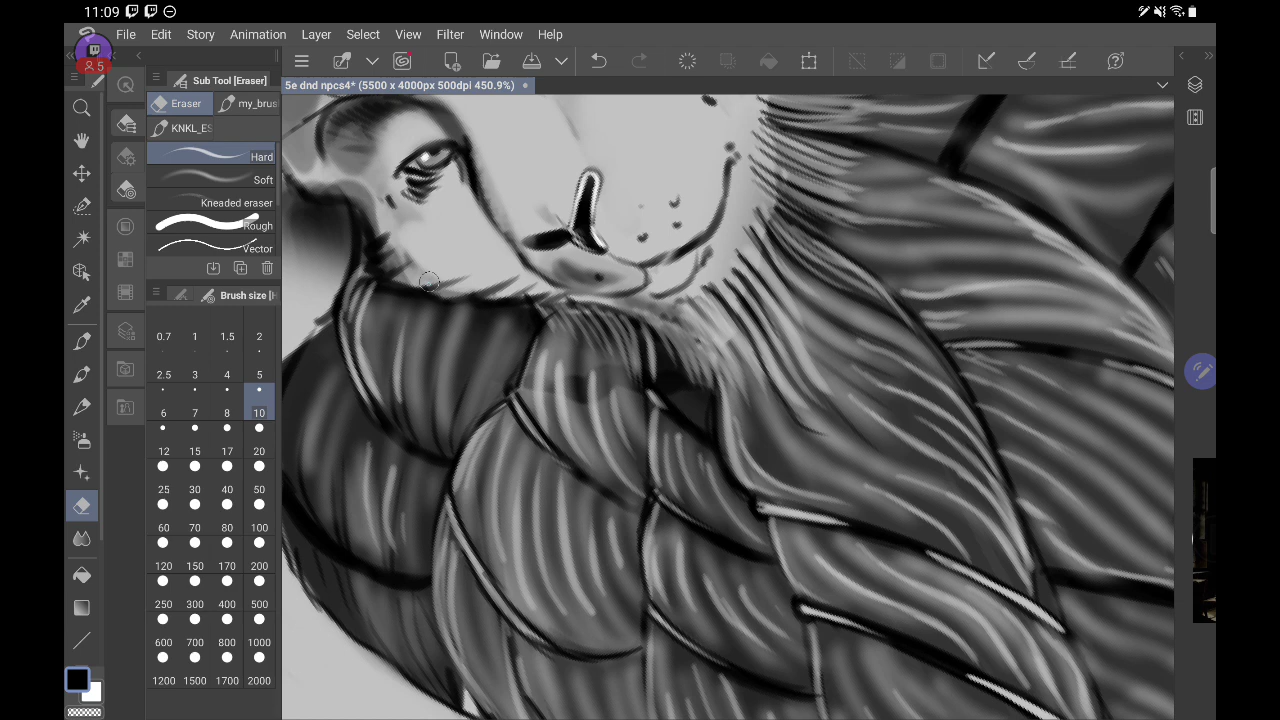 11:09
5
File Edit Story Animation Layer Select View Filter Window Help
Sub Tool [Eraser]
5e dnd npcs4* (5500 x 4000px 500dpi 450.9%)
Eraser my_brus
KNKL_ES
Hard
Soft
Kneaded eraser
Rough
Vector
Brush size [H
0.7 1 1.5 2
2.5 3 4 5
6 7 8 10
12 15 17 20
25 30 40 50
60 70 80 100
120 150 170 200
250 300 400 500
600 700 800 1000
1200 1500 1700 2000